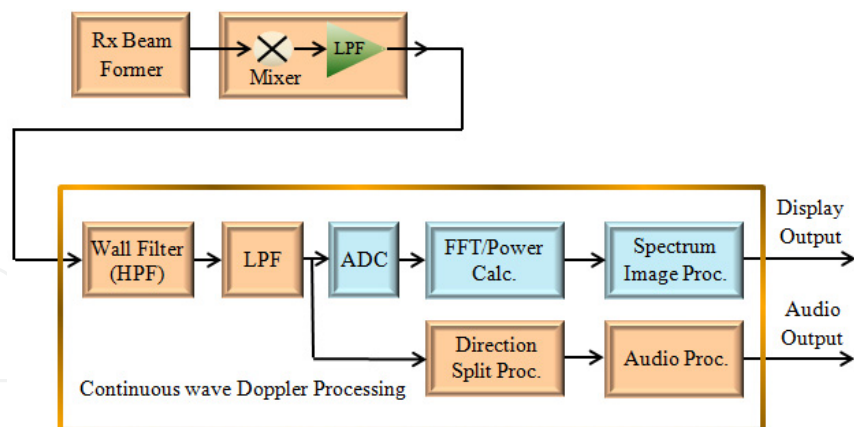 Rx Beam
Former
LPF
Mixer
Wall Filter
(HPF)
LPF
ADC
FFT/Power
Calc.
Spectrum
Image Proc.
Display
Output
Direction
Split Proc.
Audio Proc.
Audio
Output
Continuous wave Doppler Processing